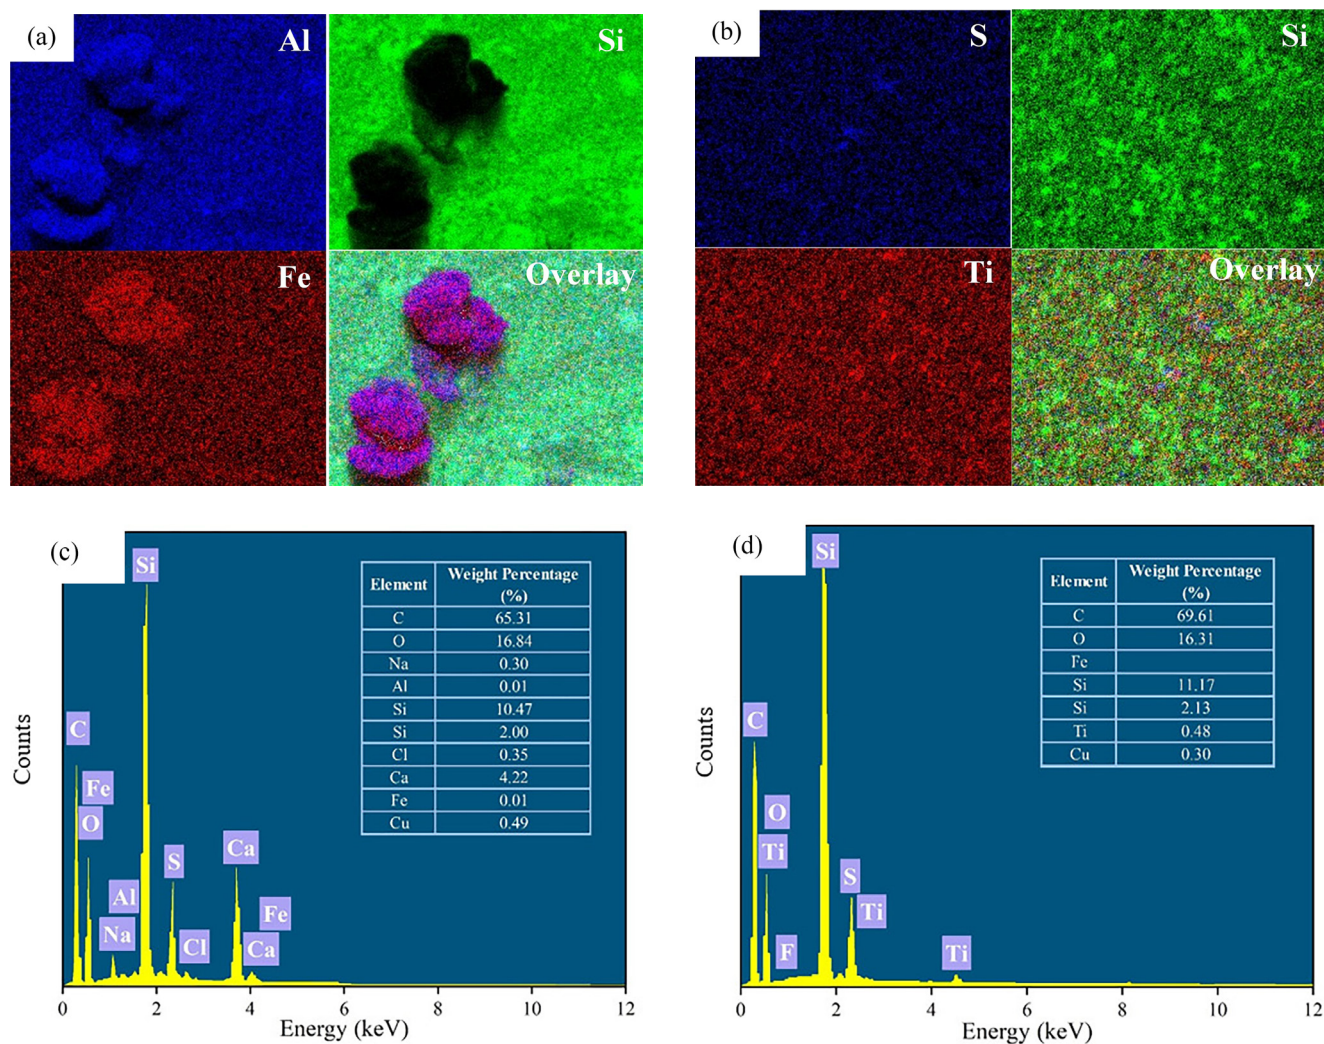 (a)
Al
Si
Fe
Overlay
(b)
S
Si
Ti
Overlay
(c)
Si
C
Fe
O
Al
Na
S
Cl
Ca
Fe
Ca
Element Weight Percentage (%)
C 65.31
O 16.84
Na 0.30
Al 0.01
Si 10.47
Si 2.00
Cl 0.35
Ca 4.22
Fe 0.01
Cu 0.49
Counts
0 2 4 6 8 10 12
Energy (keV)
(d)
Si
C
O
Ti
F
S
Ti
Ti
Element Weight Percentage (%)
C 69.61
O 16.31
Fe
Si 11.17
Si 2.13
Ti 0.48
Cu 0.30
Counts
0 2 4 6 8 10 12
Energy (keV)